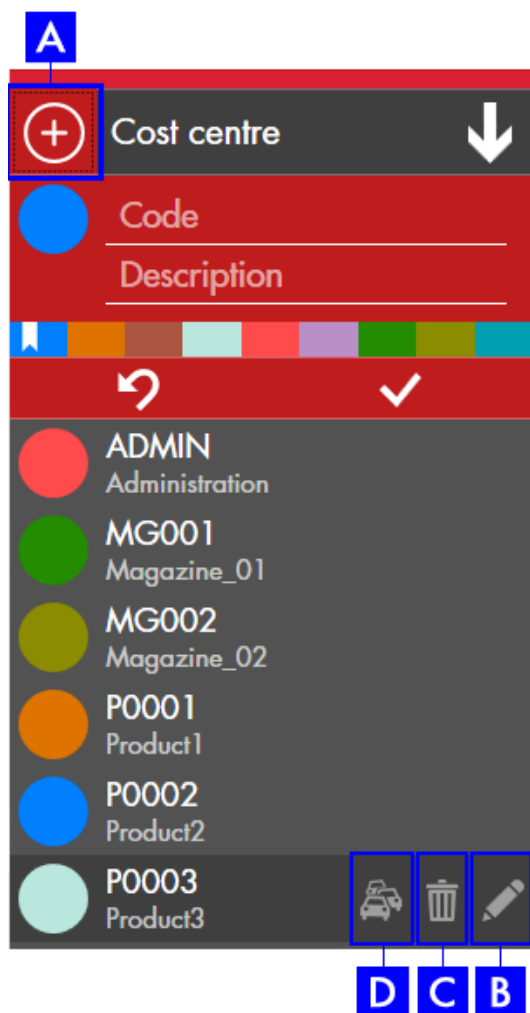 A
Cost centre
Code
Description
ADMIN
Administration
MG001
Magazine_01
MG002
Magazine_02
P0001
Product1
P0002
Product2
P0003
Product3
D C B